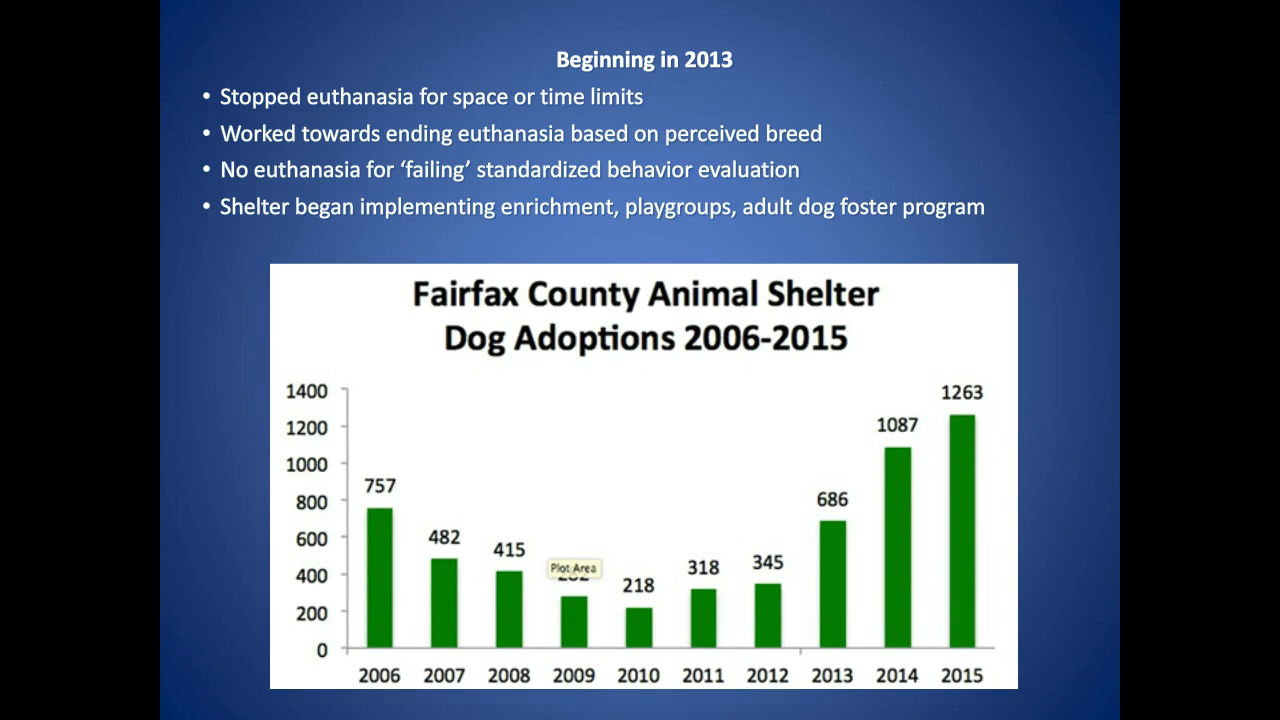 Beginning in 2013
• Stopped euthanasia for space or time limits
• Worked towards ending euthanasia based on perceived breed
• No euthanasia for ‘failing’ standardized behavior evaluation
• Shelter began implementing enrichment, playgroups, adult dog foster program
Fairfax County Animal Shelter
Dog Adoptions 2006-2015
1400
1200
1000
800
600
400
200
0
757
482
415
Plot Area
218
318
345
686
1087
1263
2006 2007 2008 2009 2010 2011 2012 2013 2014 2015